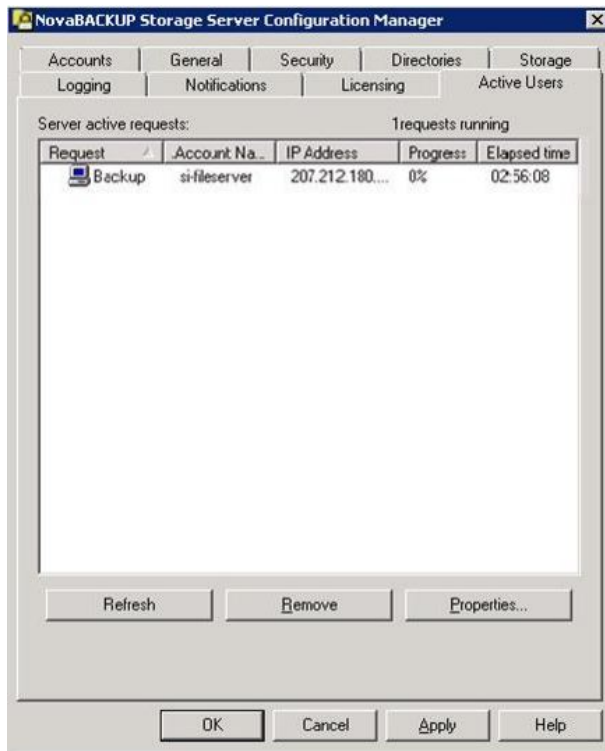 NovaBACKUP Storage Server Configuration Manager
Accounts General Security Directories Storage
Logging Notifications Licensing Active Users
Server active requests: 1requests running
Request Account Na... IP Address Progress Elapsed time
Backup si-fileserver 207.212.180.... 0% 02:56:08
Refresh Remove Properties...
OK Cancel Apply Help